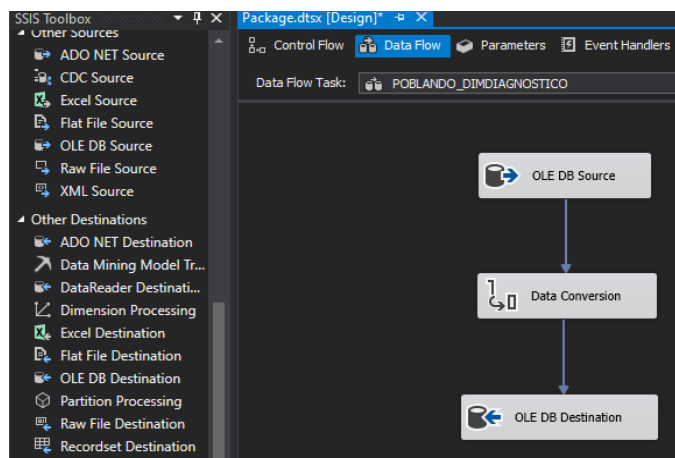 SSIS Toolbox
Other Sources
ADO NET Source
CDC Source
Excel Source
Flat File Source
OLE DB Source
Raw File Source
XML Source
Other Destinations
ADO NET Destination
Data Mining Model Tr...
DataReader Destinati...
Dimension Processing
Excel Destination
Flat File Destination
OLE DB Destination
Partition Processing
Raw File Destination
Recordset Destination
Package.dtsx [Design]*
Control Flow Data Flow Parameters Event Handlers
Data Flow Task: POBLANDO_DIMDIAGNOSTICO
OLE DB Source
Data Conversion
OLE DB Destination